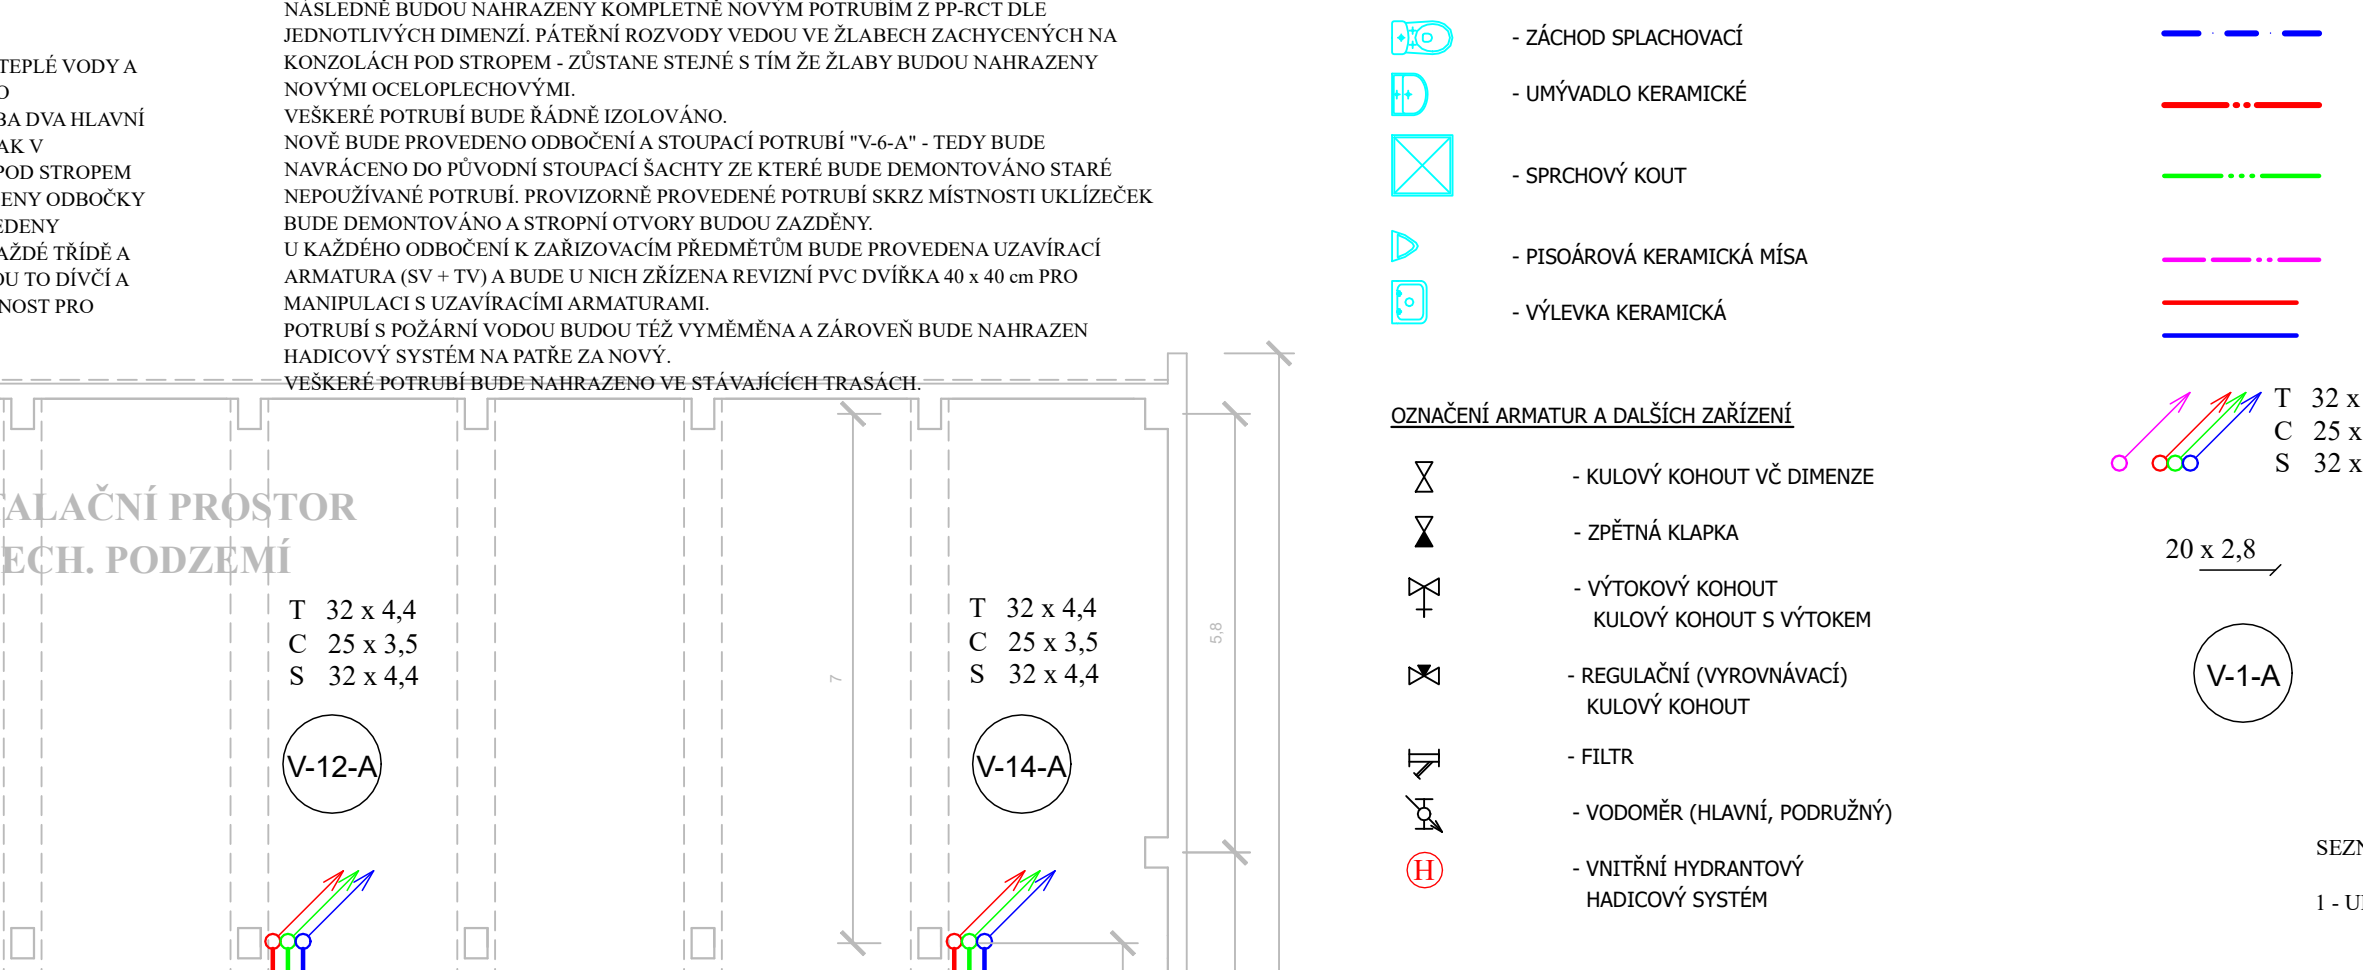 TEPLÉ VODY A
O
BA DVA HLAVNÍ
AK V
POD STROPEM
ENY ODBOČKY
EDENY
AŽDÉ TŘÍDĚ A
OU TO DÍVČÍ A
NOST PRO
NÁSLEDNĚ BUDOU NAHRAZENY KOMPLETNĚ NOVÝM POTRUBÍM Z PP-RCT DLE
JEDNOTLIVÝCH DIMENZÍ. PÁTEŘNÍ ROZVODY VEDOU VE ŽLABECH ZACHYCENÝCH NA
KONZOLÁCH POD STROPEM - ZŮSTANE STEJNÉ S TÍM ŽE ŽLABY BUDOU NAHRAZENY
NOVÝMI OCELOPLECHOVÝMI.
VEŠKERÉ POTRUBÍ BUDE ŘÁDNĚ IZOLOVÁNO.
NOVĚ BUDE PROVEDENO ODBOČENÍ A STOUPACÍ POTRUBÍ "V-6-A" - TEDY BUDE
NAVRÁCENO DO PŮVODNÍ STOUPACÍ ŠACHTY ZE KTERÉ BUDE DEMONTOVÁNO STARÉ
NEPOUŽÍVANÉ POTRUBÍ. PROVIZORNĚ PROVEDENÉ POTRUBÍ SKRZ MÍSTNOSTI UKLÍZEČEK
BUDE DEMONTOVÁNO A STROPNÍ OTVORY BUDOU ZAZDĚNY.
U KAŽDÉHO ODBOČENÍ K ZAŘIZOVACÍM PŘEDMĚTŮM BUDE PROVEDENA UZAVÍRACÍ
ARMATURA (SV + TV) A BUDE U NICH ZŘÍZENA REVIZNÍ PVC DVÍŘKA 40 x 40 cm PRO
MANIPULACI S UZAVÍRACÍMI ARMATURAMI.
POTRUBÍ S POŽÁRNÍ VODOU BUDOU TÉŽ VYMĚMĚNA A ZÁROVEŇ BUDE NAHRAZEN
HADICOVÝ SYSTÉM NA PATŘE ZA NOVÝ.
VEŠKERÉ POTRUBÍ BUDE NAHRAZENO VE STÁVAJÍCÍCH TRASÁCH.
ALAČNÍ PROSTOR
ECH. PODZEMÍ
T 32 x 4,4
C 25 x 3,5
S 32 x 4,4
V-12-A
7
T 32 x 4,4
C 25 x 3,5
S 32 x 4,4
V-14-A
5,8
- ZÁCHOD SPLACHOVACÍ
- UMÝVADLO KERAMICKÉ
- SPRCHOVÝ KOUT
- PISOÁROVÁ KERAMICKÁ MÍSA
- VÝLEVKA KERAMICKÁ
OZNAČENÍ ARMATUR A DALŠÍCH ZAŘÍZENÍ
- KULOVÝ KOHOUT VČ DIMENZE
- ZPĚTNÁ KLAPKA
- VÝTOKOVÝ KOHOUT
KULOVÝ KOHOUT S VÝTOKEM
- REGULAČNÍ (VYROVNÁVACÍ)
KULOVÝ KOHOUT
- FILTR
- VODOMĚR (HLAVNÍ, PODRUŽNÝ)
H
- VNITŘNÍ HYDRANTOVÝ
HADICOVÝ SYSTÉM
T 32 x
C 25 x
S 32 x
20 x 2,8
V-1-A
SEZN
1 - U